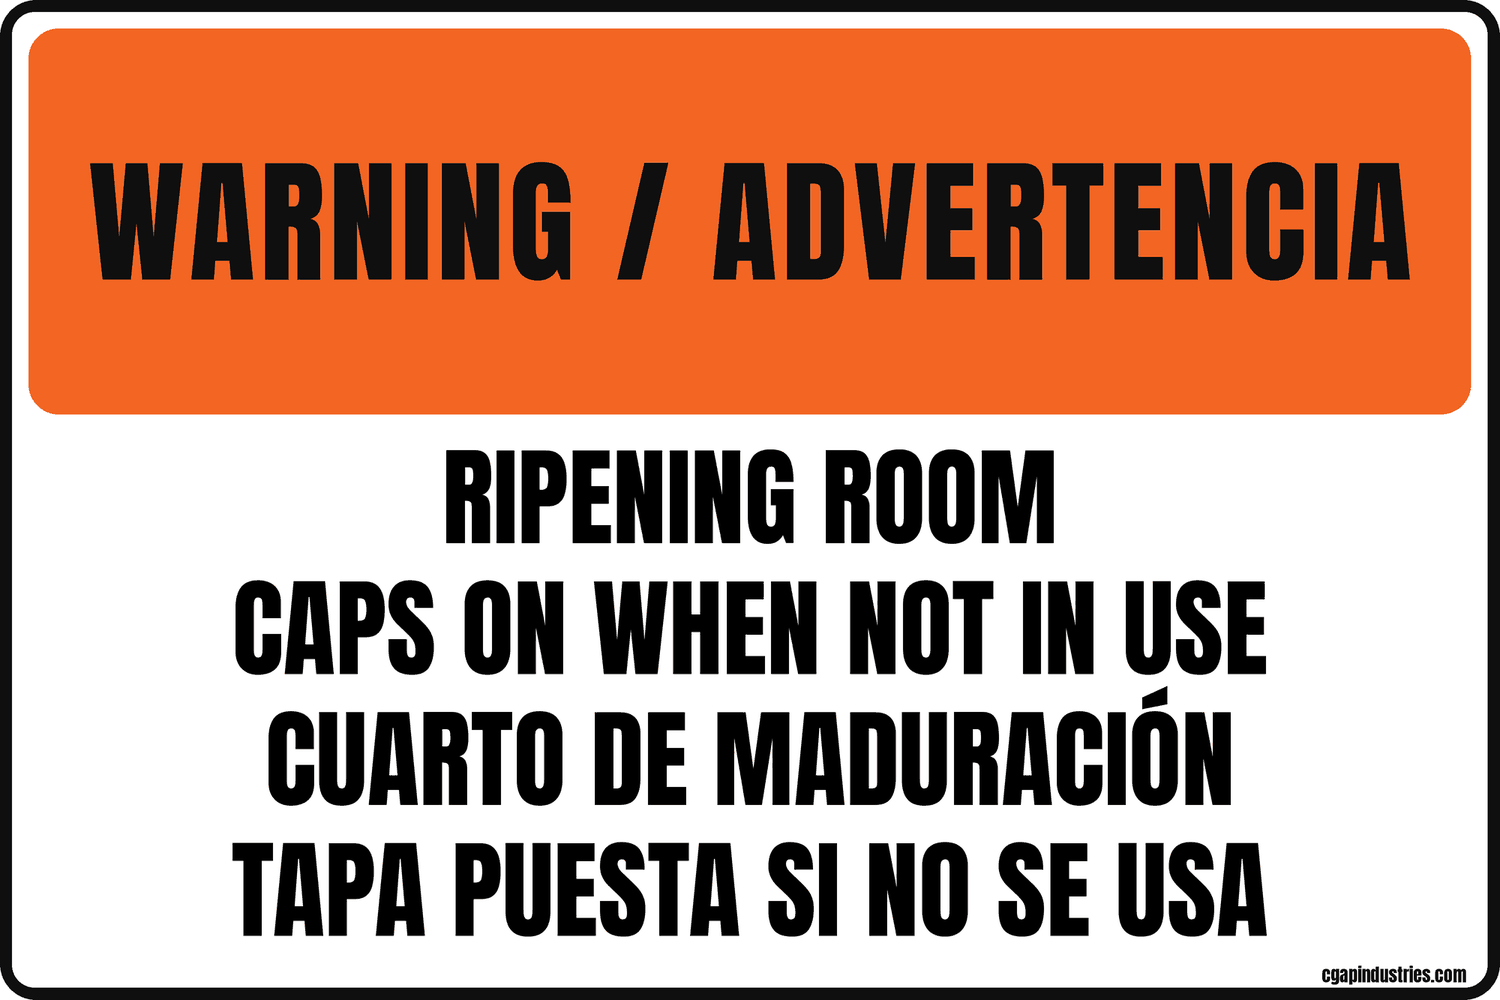 WARNING / ADVERTENCIA
RIPENING ROOM
CAPS ON WHEN NOT IN USE
CUARTO DE MADURACIÓN
TAPA PUESTA SI NO SE USA
cgapindustries.com